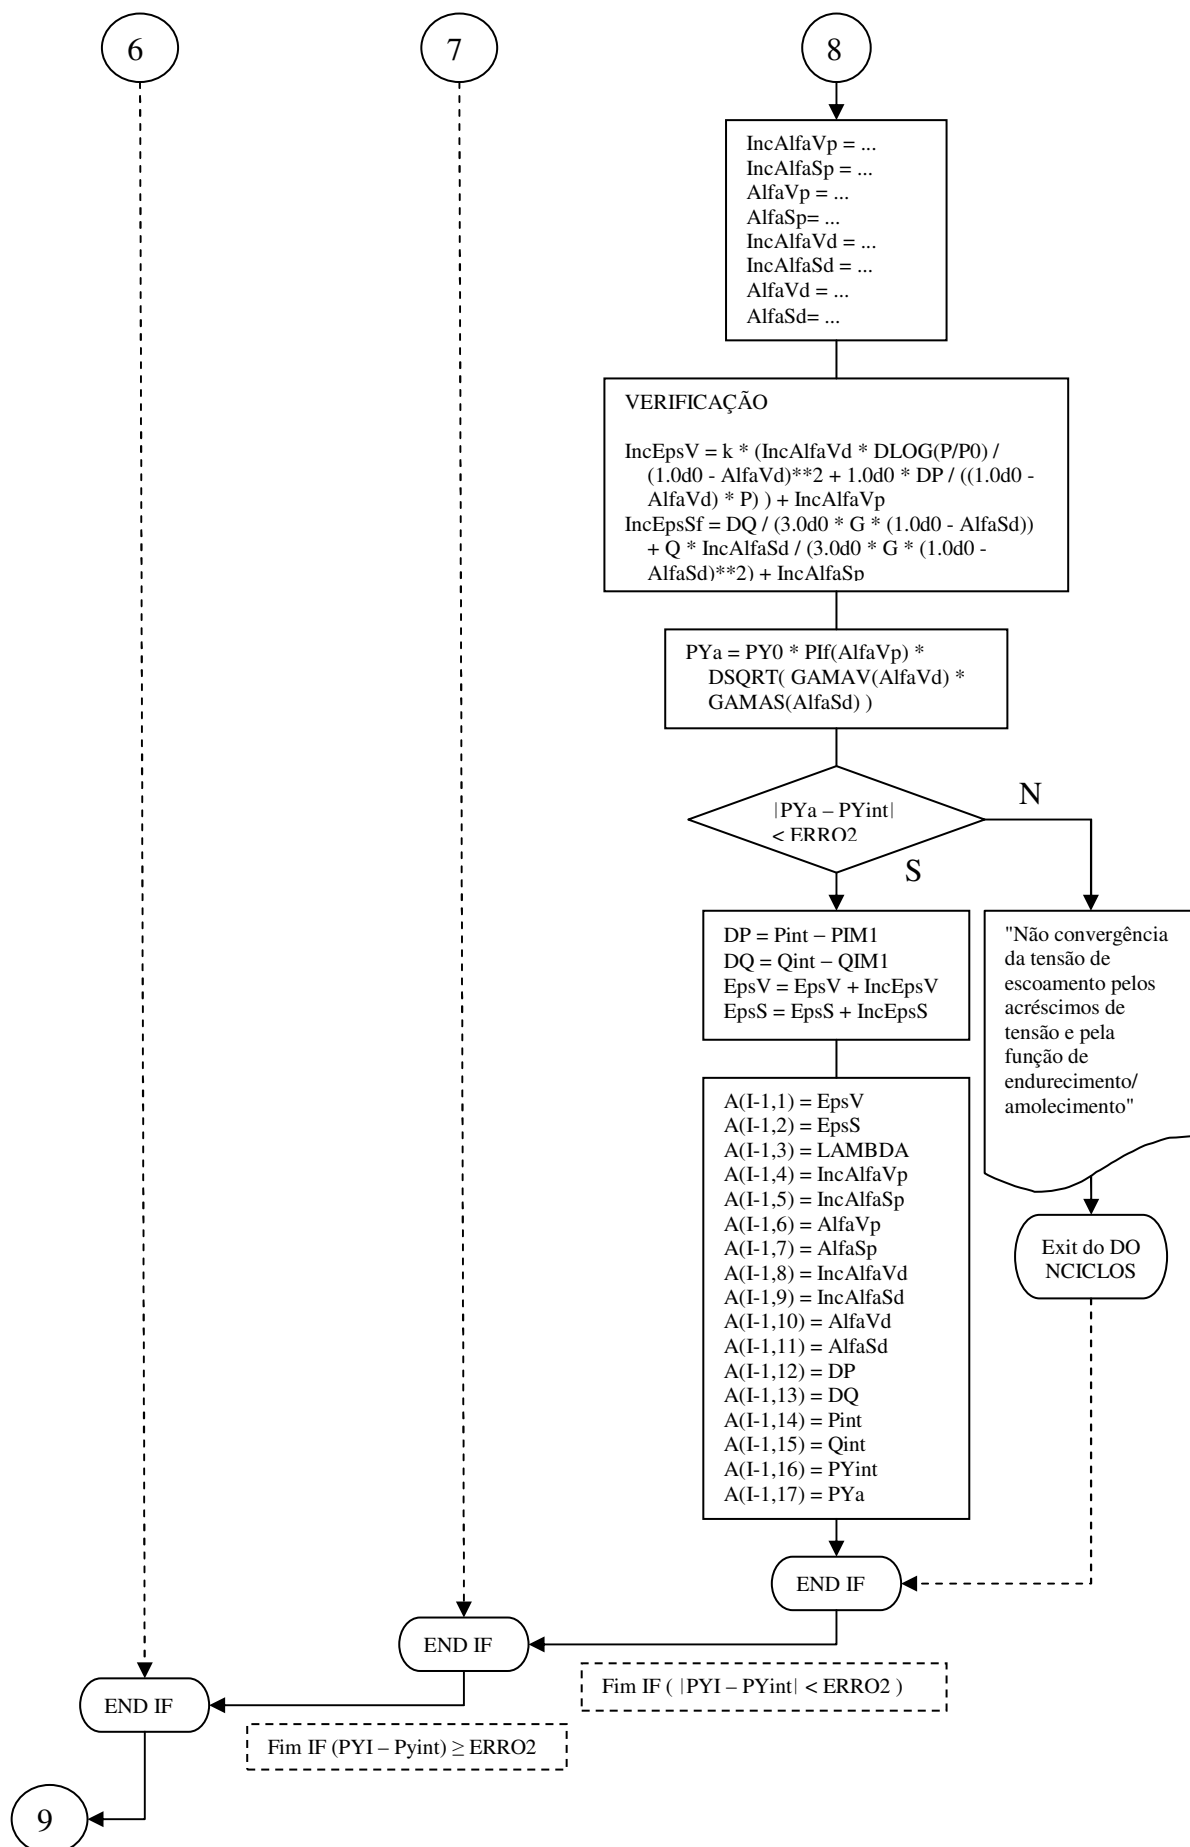 6
7
8
IncAlfaVp = ...
IncAlfaSp = ...
AlfaVp = ...
AlfaSp= ...
IncAlfaVd = ...
IncAlfaSd = ...
AlfaVd = ...
AlfaSd= ...
VERIFICAÇÃO
IncEpsV = k * (IncAlfaVd * DLOG(P/P0) /
(1.0d0 - AlfaVd)**2 + 1.0d0 * DP / ((1.0d0 -
AlfaVd) * P) ) + IncAlfaVp
IncEpsSf = DQ / (3.0d0 * G * (1.0d0 - AlfaSd))
+ Q * IncAlfaSd / (3.0d0 * G * (1.0d0 -
AlfaSd)**2) + IncAlfaSp
PYa = PY0 * PIf(AlfaVp) *
DSQRT( GAMAV(AlfaVd) *
GAMAS(AlfaSd) )
|PYa – PYint|
< ERRO2
N
S
DP = Pint – PIM1
DQ = Qint – QIM1
EpsV = EpsV + IncEpsV
EpsS = EpsS + IncEpsS
"Não convergência
da tensão de
escoamento pelos
acréscimos de
tensão e pela
função de
endurecimento/
amolecimento"
A(I-1,1) = EpsV
A(I-1,2) = EpsS
A(I-1,3) = LAMBDA
A(I-1,4) = IncAlfaVp
A(I-1,5) = IncAlfaSp
A(I-1,6) = AlfaVp
A(I-1,7) = AlfaSp
A(I-1,8) = IncAlfaVd
A(I-1,9) = IncAlfaSd
A(I-1,10) = AlfaVd
A(I-1,11) = AlfaSd
A(I-1,12) = DP
A(I-1,13) = DQ
A(I-1,14) = Pint
A(I-1,15) = Qint
A(I-1,16) = PYint
A(I-1,17) = PYa
Exit do DO
NCICLOS
END IF
END IF
Fim IF ( |PYI – PYint| < ERRO2 )
END IF
Fim IF (PYI – Pyint) ≥ ERRO2
9